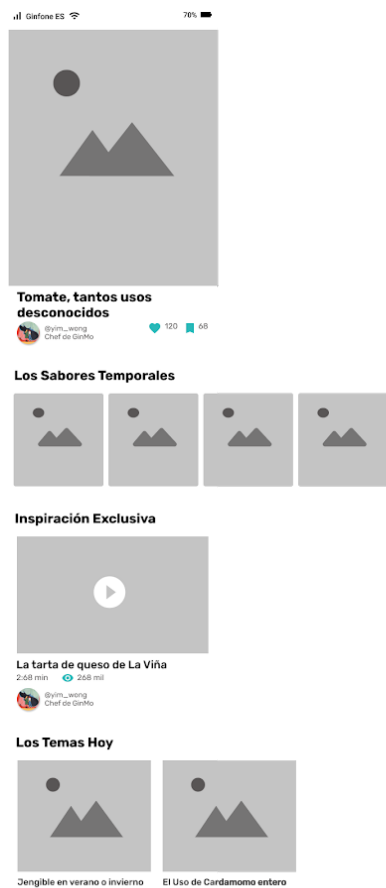 Ginfone ES
70%
Tomate, tantos usos
desconocidos
@yim_wong
Chef de GinMo
120
68
Los Sabores Temporales
Inspiración Exclusiva
La tarta de queso de La Viña
2:68 min
268 mil
@yim_wong
Chef de GinMo
Los Temas Hoy
Jengible en verano o invierno
El Uso de Cardamomo entero